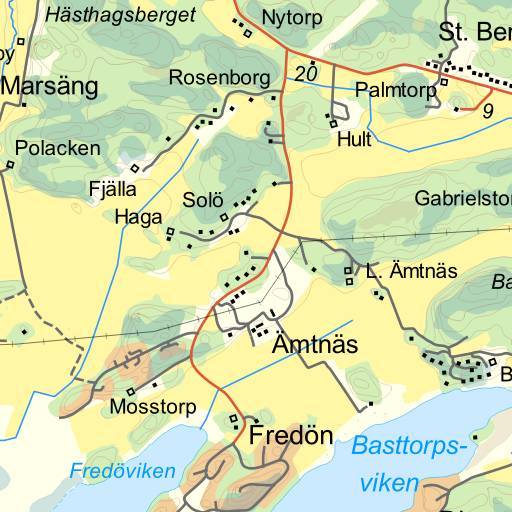 Hästhagsberget
Nytorp
St. Ber
by
Marsäng
Rosenborg
20
Palmtorp
9
Hult
Polacken
Fjälla
Solö
Haga
Gabrielstor
L. Ämtnäs
Ba
Ämtnäs
B
Mosstorp
Fredön
Basttorps-
viken
Fredöviken